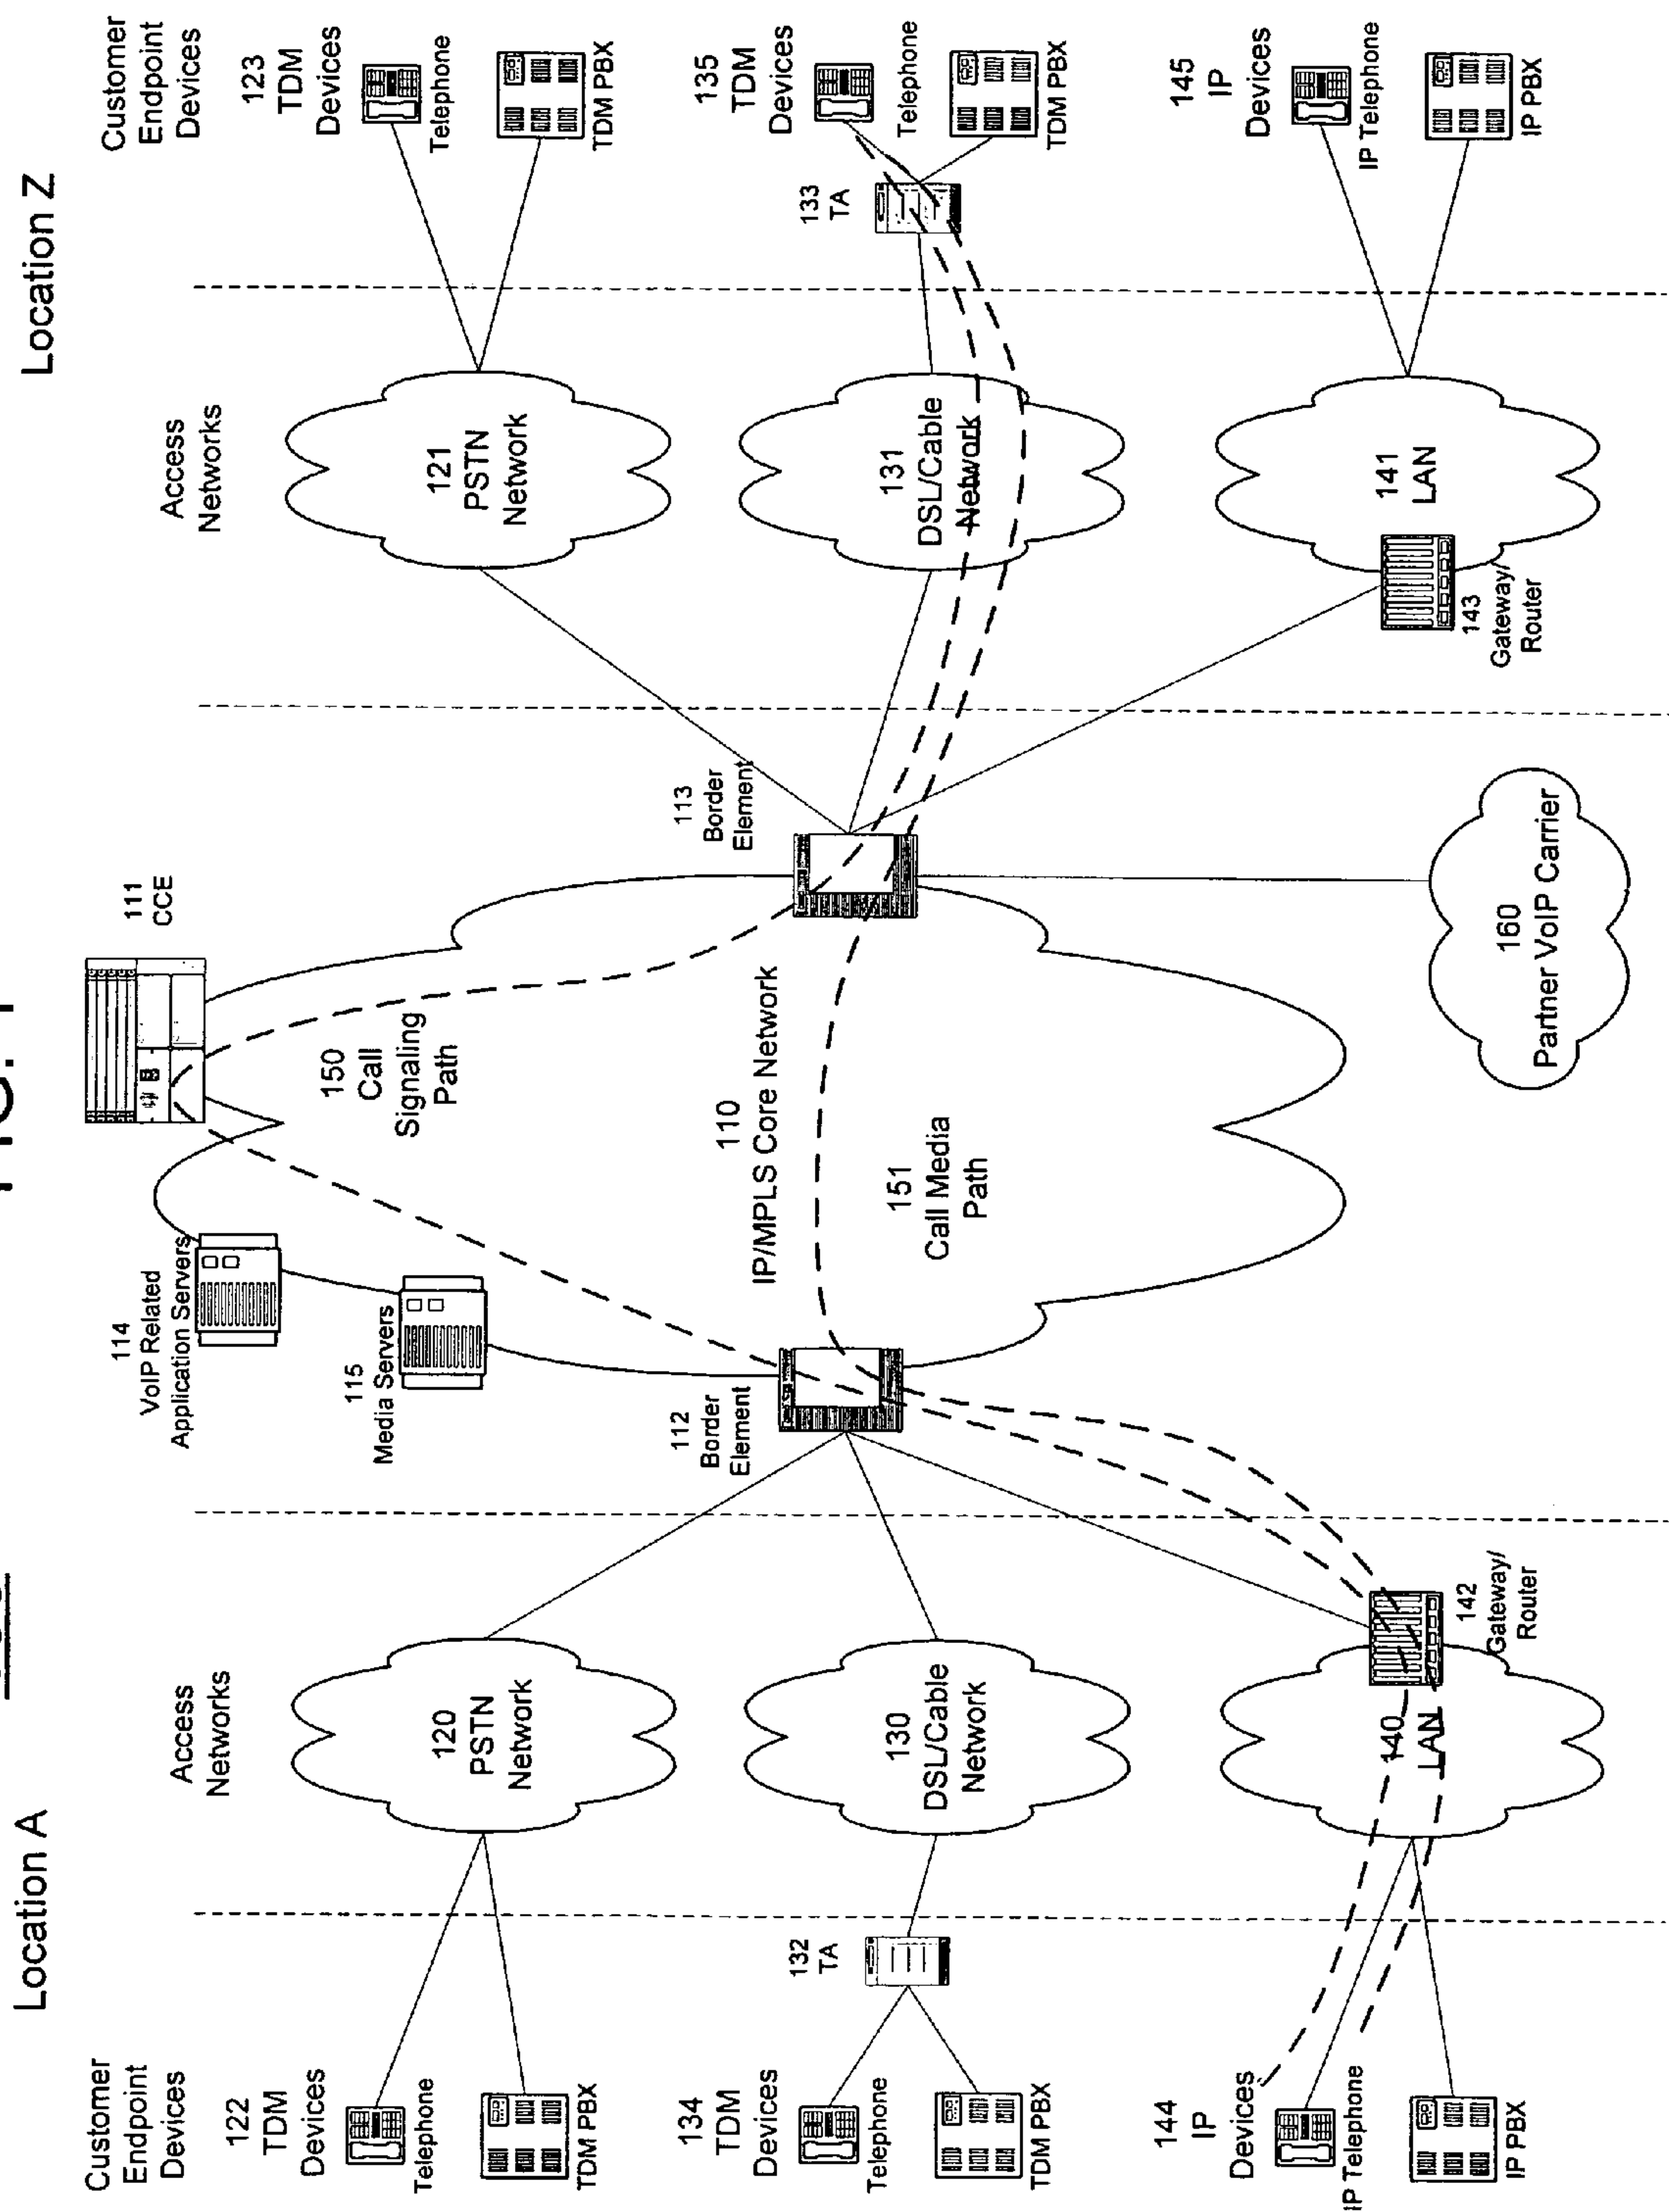 Location A
Location Z
Customer
Endpoint
Devices
Access
Networks
Access
Networks
Customer
Endpoint
Devices
122
TDM
Devices
Telephone
TDM PBX
120
PSTN
Network
114
VoIP Related
Application Servers
115
Media Servers
111
CCE
150
Call
Signaling
Path
121
PSTN
Network
123
TDM
Devices
Telephone
TDM PBX
134
TDM
Devices
Telephone
TDM PBX
132
TA
130
DSL/Cable
Network
112
Border
Element
110
IP/MPLS Core Network
151
Call Media
Path
113
Border
Element
131
DSL/Cable
Network
133
TA
135
TDM
Devices
Telephone
TDM PBX
144
IP
Devices
IP Telephone
IP PBX
140
LAN
142
Gateway/
Router
160
Partner VoIP Carrier
143
Gateway/
Router
141
LAN
145
IP
Devices
IP Telephone
IP PBX